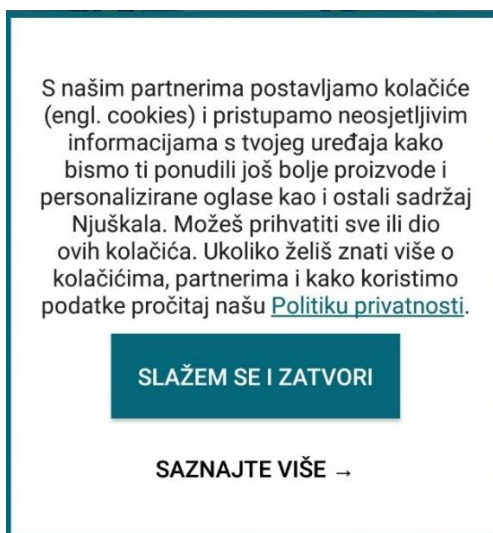 S našim partnerima postavljamo kolačiće
(engl. cookies) i pristupamo neosjetljivim
informacijama s tvojeg uređaja kako
bismo ti ponudili još bolje proizvode i
personalizirane oglase kao i ostali sadržaj
Njuškala. Možeš prihvatiti sve ili dio
ovih kolačića. Ukoliko želiš znati više o
kolačićima, partnerima i kako koristimo
podatke pročitaj našu Politiku privatnosti.
SLAŽEM SE I ZATVORI
SAZNAJTE VIŠE →